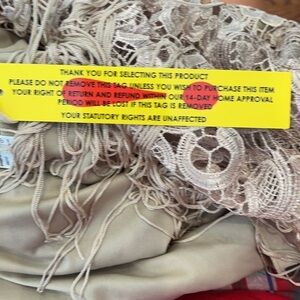 THANK YOU FOR SELECTING THIS PRODUCT
PLEASE DO NOT REMOVE THIS TAG UNLESS YOU WISH TO PURCHASE THIS ITEM
YOUR RIGHT OF RETURN AND REFUND WITHIN OUR 14-DAY HOME APPROVAL
PERIOD WILL BE LOST IF THIS TAG IS REMOVED
YOUR STATUTORY RIGHTS ARE UNAFFECTED